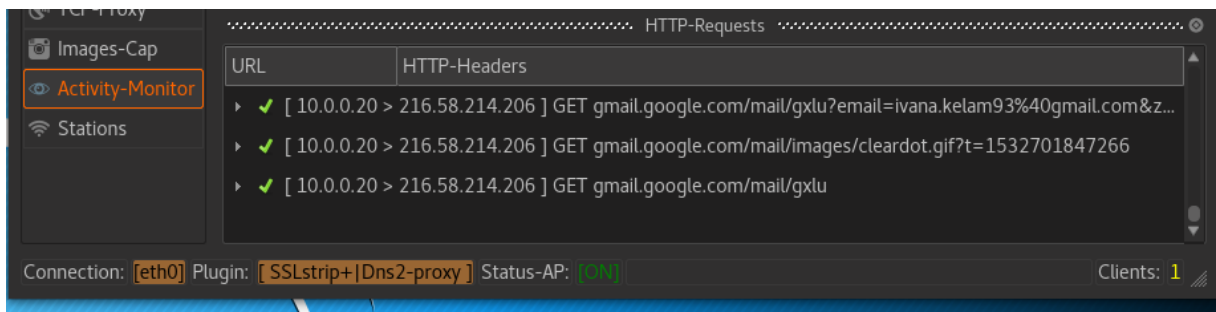 TCP-Proxy
HTTP-Requests
Images-Cap
URL HTTP-Headers
Activity-Monitor
[ 10.0.0.20 > 216.58.214.206 ] GET gmail.google.com/mail/gxlu?email=ivana.kelam93%40gmail.com&z...
Stations
[ 10.0.0.20 > 216.58.214.206 ] GET gmail.google.com/mail/images/cleardot.gif?t=1532701847266
[ 10.0.0.20 > 216.58.214.206 ] GET gmail.google.com/mail/gxlu
Connection: [eth0] Plugin: [ SSLstrip+|Dns2-proxy ] Status-AP: [ON] Clients: 1